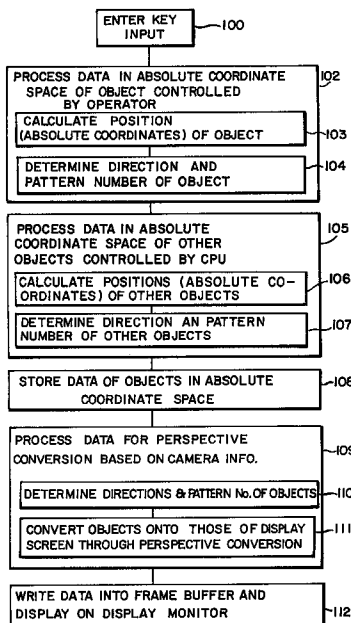 ENTER KEY
INPUT
100
PROCESS DATA IN ABSOLUTE COORDINATE
SPACE OF OBJECT CONTROLLED
BY OPERATOR
102
CALCULATE POSITION
(ABSOLUTE COORDINATES) OF OBJECT
103
DETERMINE DIRECTION AND
PATTERN NUMBER OF OBJECT
104
PROCESS DATA IN ABSOLUTE
COORDINATE SPACE OF OTHER
OBJECTS CONTROLLED BY CPU
105
CALCULATE POSITIONS (ABSOLUTE CO-
ORDINATES) OF OTHER OBJECTS
106
DETERMINE DIRECTION AN PATTERN
NUMBER OF OTHER OBJECTS
107
STORE DATA OF OBJECTS IN ABSOLUTE
COORDINATE SPACE
108
PROCESS DATA FOR PERSPECTIVE
CONVERSION BASED ON CAMERA INFO.
109
DETERMINE DIRECTIONS & PATTERN No. OF OBJECTS
110
CONVERT OBJECTS ONTO THOSE OF DISPLAY
SCREEN THROUGH PERSPECTIVE CONVERSION
111
WRITE DATA INTO FRAME BUFFER AND
DISPLAY ON DISPLAY MONITOR
112